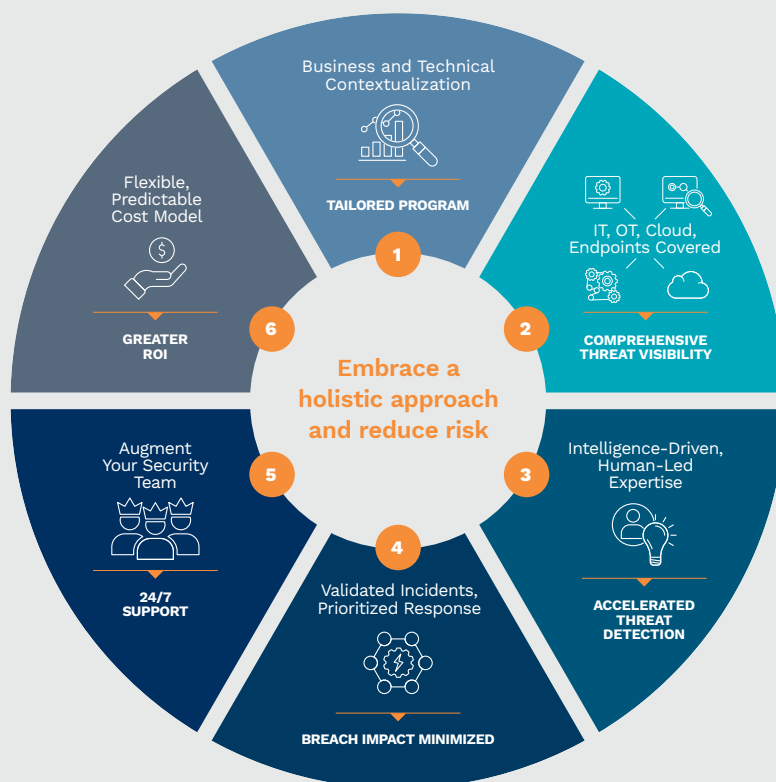 Business and Technical
Contextualization
TAILORED PROGRAM
1
IT, OT, Cloud,
Endpoints Covered
COMPREHENSIVE
THREAT VISIBILITY
2
Intelligence-Driven,
Human-Led
Expertise
ACCELERATED
THREAT
DETECTION
3
Validated Incidents,
Prioritized Response
BREACH IMPACT MINIMIZED
4
Augment
Your Security
Team
24/7
SUPPORT
5
Flexible,
Predictable
Cost Model
$
GREATER
ROI
6
Embrace a
holistic approach
and reduce risk